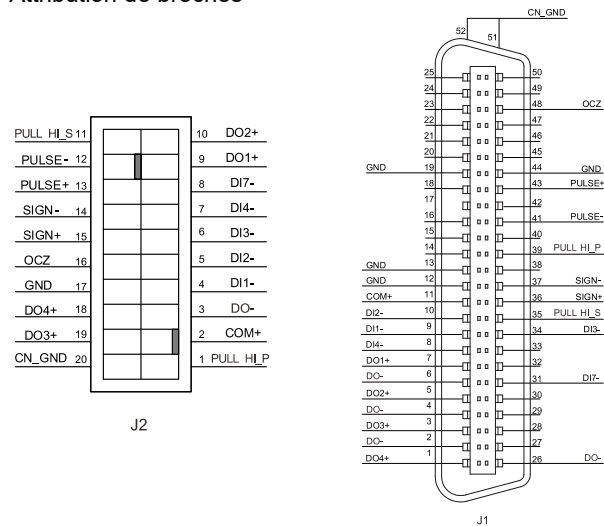 Attribution de broches
CN_GND
52 51
PULL HI_S 11 10 DO2+
PULSE- 12 9 DO1+
PULSE+ 13 8 DI7-
SIGN- 14 7 DI4-
SIGN+ 15 6 DI3-
OCZ 16 5 DI2-
GND 17 4 DI1-
DO4+ 18 3 DO-
DO3+ 19 2 COM+
CN_GND 20 1 PULL HI_P
J2
25 50
24 49
23 48 OCZ
22 47
21 46
20 45
GND 19 44 GND
18 43 PULSE+
17 42
16 41 PULSE-
15 40
14 39 PULL HI_P
GND 13 38
GND 12 37 SIGN-
COM+ 11 36 SIGN+
DI2- 10 35 PULL HI_S
DI1- 9 34 DI3-
DI4- 8 33
DO1+ 7 32
DO- 6 31 DI7-
DO2+ 5 30
DO- 4 29
DO3+ 3 28
DO- 2 27
DO4+ 1 26 DO-
J1